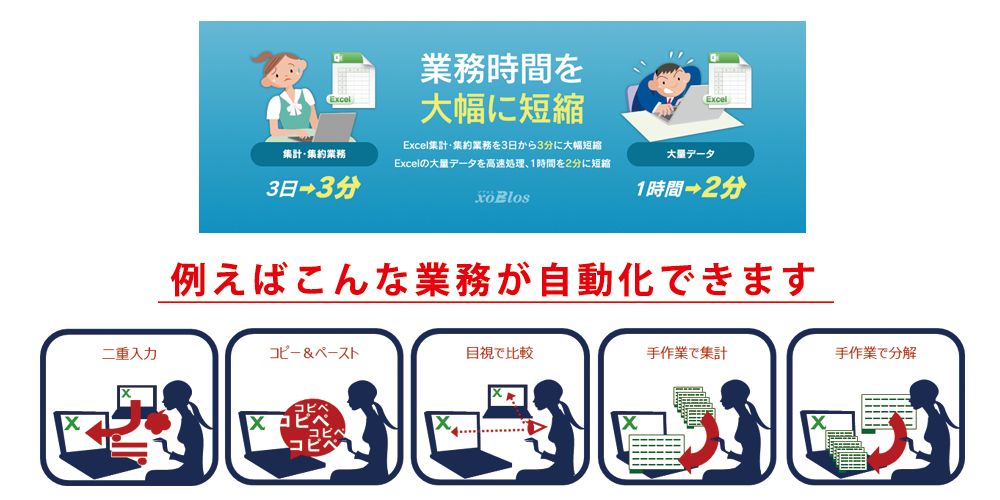 業務時間を
大幅に短縮
Excel
Excel
Excel集計・集約業務を3日から3分に大幅短縮
Excelの大量データを高速処理、1時間を2分に短縮
集計・集約業務
大量データ
3日→3分
1時間→2分
xoBlos
例えばこんな業務が自動化できます
二重入力
コピー&ペースト
目視で比較
手作業で集計
手作業で分解
X
X
X
コピペ
コピペ
コピペ
コピペ
X
X
X
X